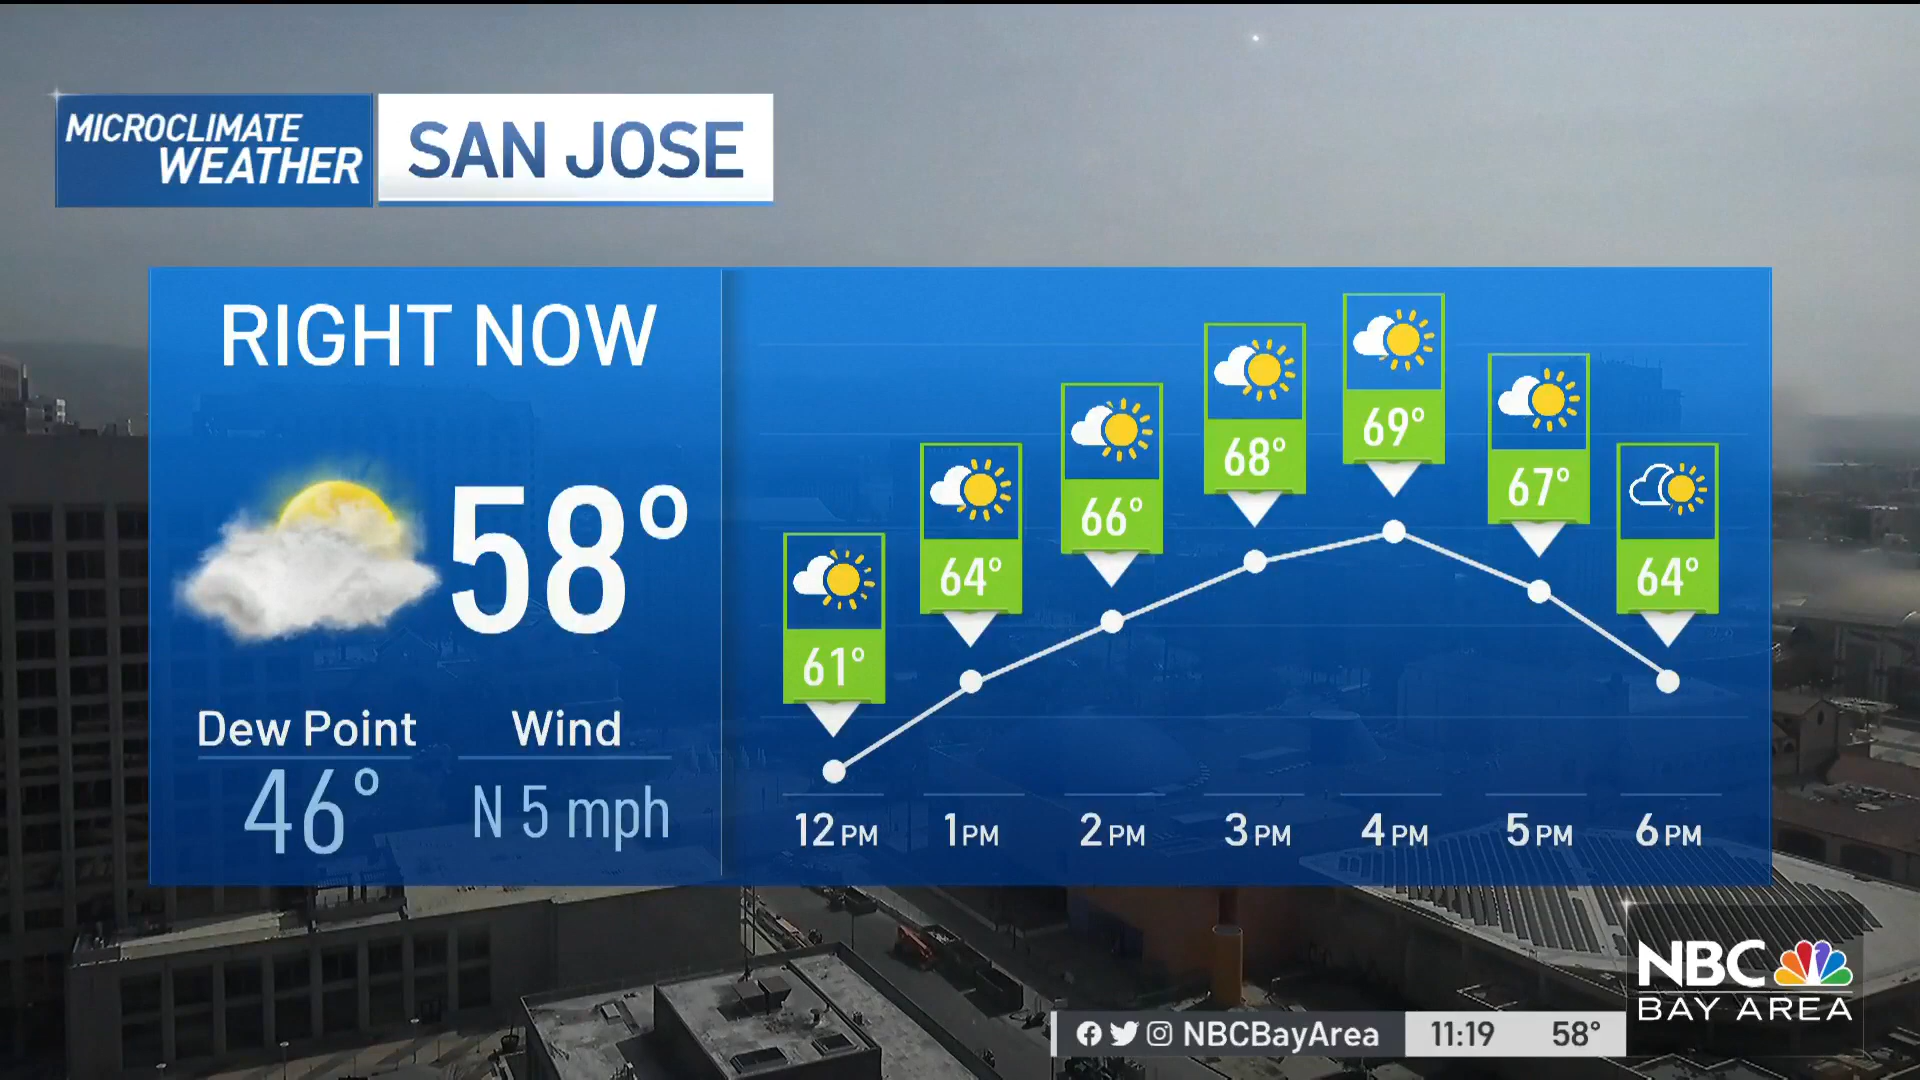 MICROCLIMATE
WEATHER
SAN JOSE
RIGHT NOW
58°
Dew Point
46°
Wind
N 5 mph
61° 64° 66° 68° 69° 67° 64°
12 PM 1 PM 2 PM 3 PM 4 PM 5 PM 6 PM
NBC
BAY AREA
NBCBayArea 11:19 58°